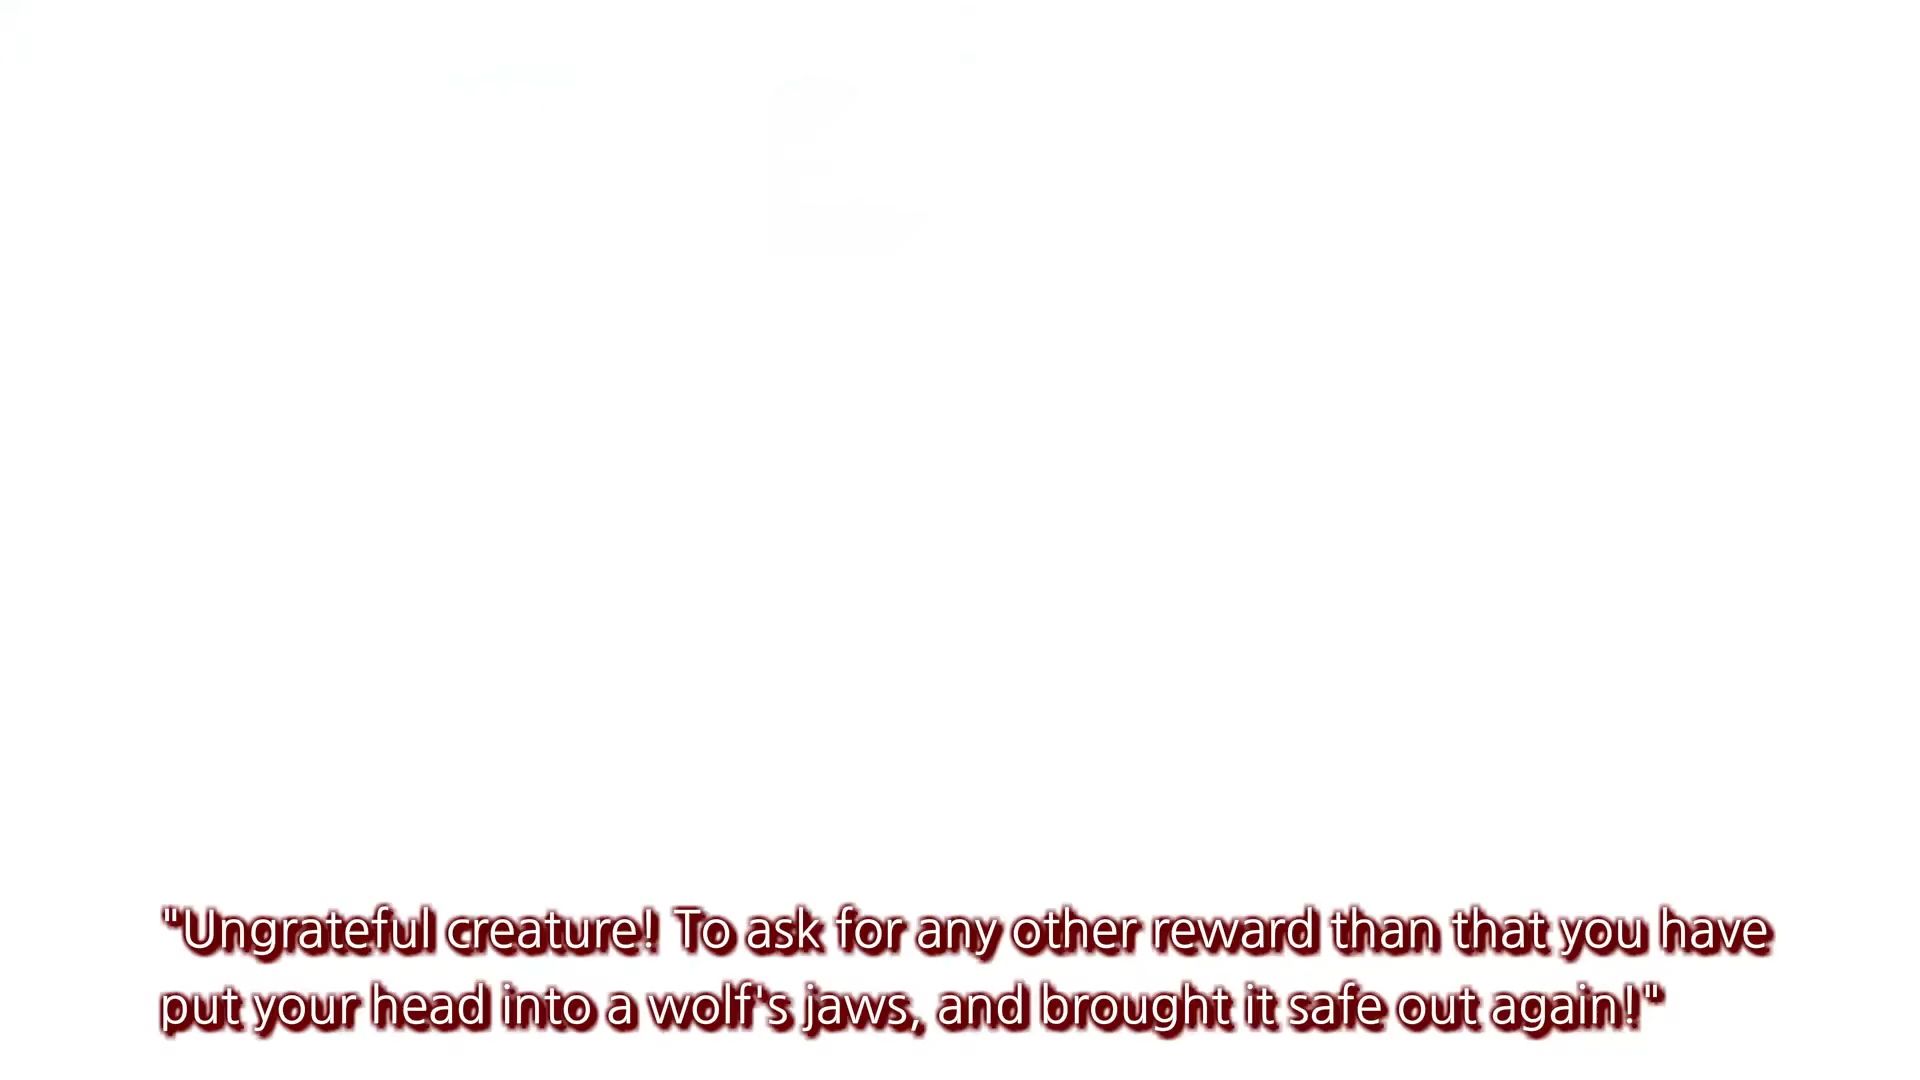 "Ungrateful creature! To ask for any other reward than that you have
put your head into a wolf's jaws, and brought it safe out again!"